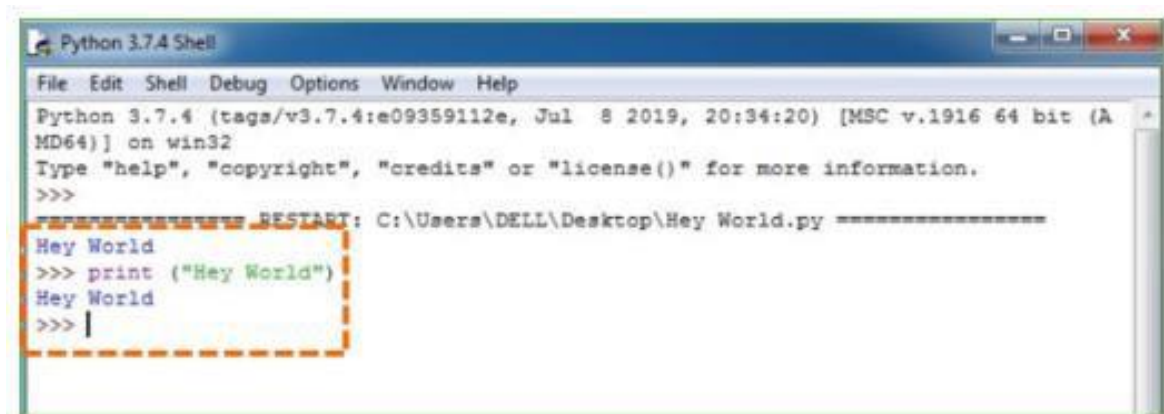 Python 3.7.4 Shell
File Edit Shell Debug Options Window Help
Python 3.7.4 (tags/v3.7.4:e09359112e, Jul 8 2019, 20:34:20) [MSC v.1916 64 bit (A
MD64)] on win32
Type "help", "copyright", "credits" or "license()" for more information.
>>>
================ RESTART: C:\Users\DELL\Desktop\Hey World.py ================
Hey World
>>> print ("Hey World")
Hey World
>>>